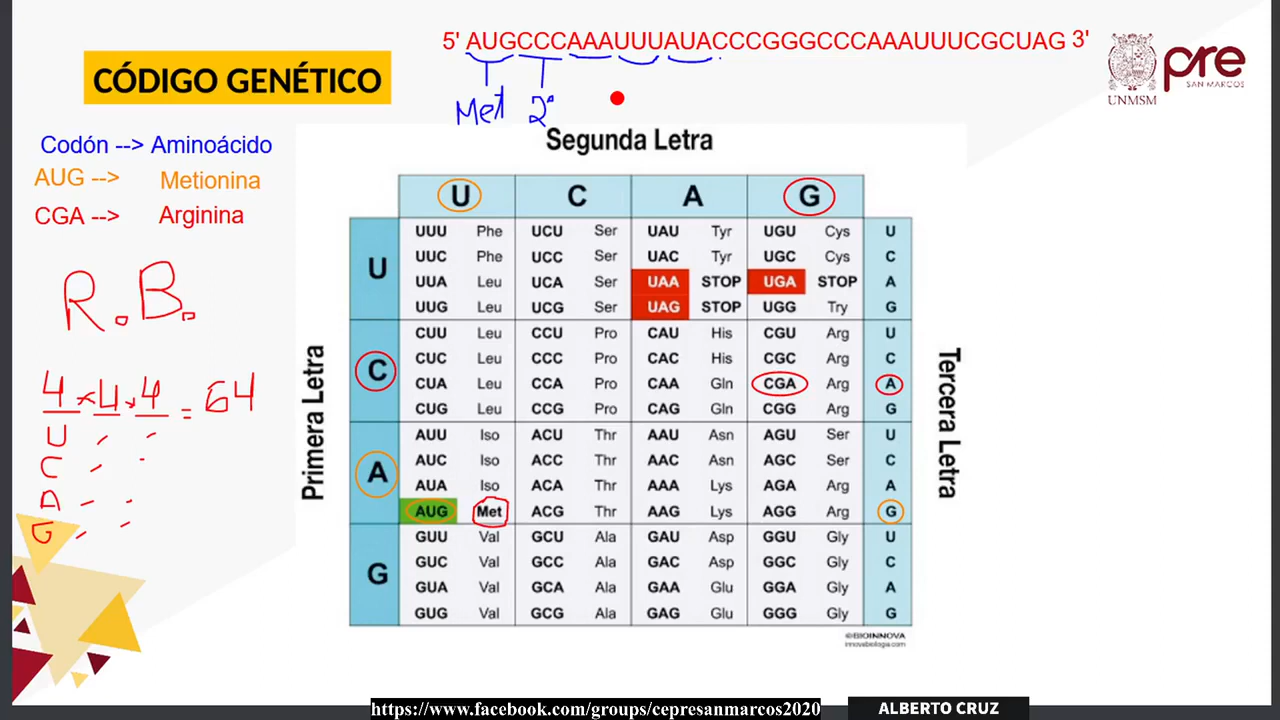 5' AUGCCCAAAUUUAUACCCGGGCCCAAAUUUCGCUAG 3'
CÓDIGO GENÉTICO
UNMSM
pre
SAN MARCOS
Met 2ª
Codón --> Aminoácido
AUG --> Metionina
CGA --> Arginina
R.B.
4 x 4 x 4 = 64
U
C
A
G
Segunda Letra
U C A G
Primera Letra
Tercera Letra
U
UUU Phe UCU Ser UAU Tyr UGU Cys U
UUC Phe UCC Ser UAC Tyr UGC Cys C
UUA Leu UCA Ser UAA STOP UGA STOP A
UUG Leu UCG Ser UAG STOP UGG Try G
C
CUU Leu CCU Pro CAU His CGU Arg U
CUC Leu CCC Pro CAC His CGC Arg C
CUA Leu CCA Pro CAA Gln CGA Arg A
CUG Leu CCG Pro CAG Gln CGG Arg G
A
AUU Iso ACU Thr AAU Asn AGU Ser U
AUC Iso ACC Thr AAC Asn AGC Ser C
AUA Iso ACA Thr AAA Lys AGA Arg A
AUG Met ACG Thr AAG Lys AGG Arg G
G
GUU Val GCU Ala GAU Asp GGU Gly U
GUC Val GCC Ala GAC Asp GGC Gly C
GUA Val GCA Ala GAA Glu GGA Gly A
GUG Val GCG Ala GAG Glu GGG Gly G
©BIOINNOVA
innovabiologia.com
https://www.facebook.com/groups/cepresanmarcos2020
ALBERTO CRUZ